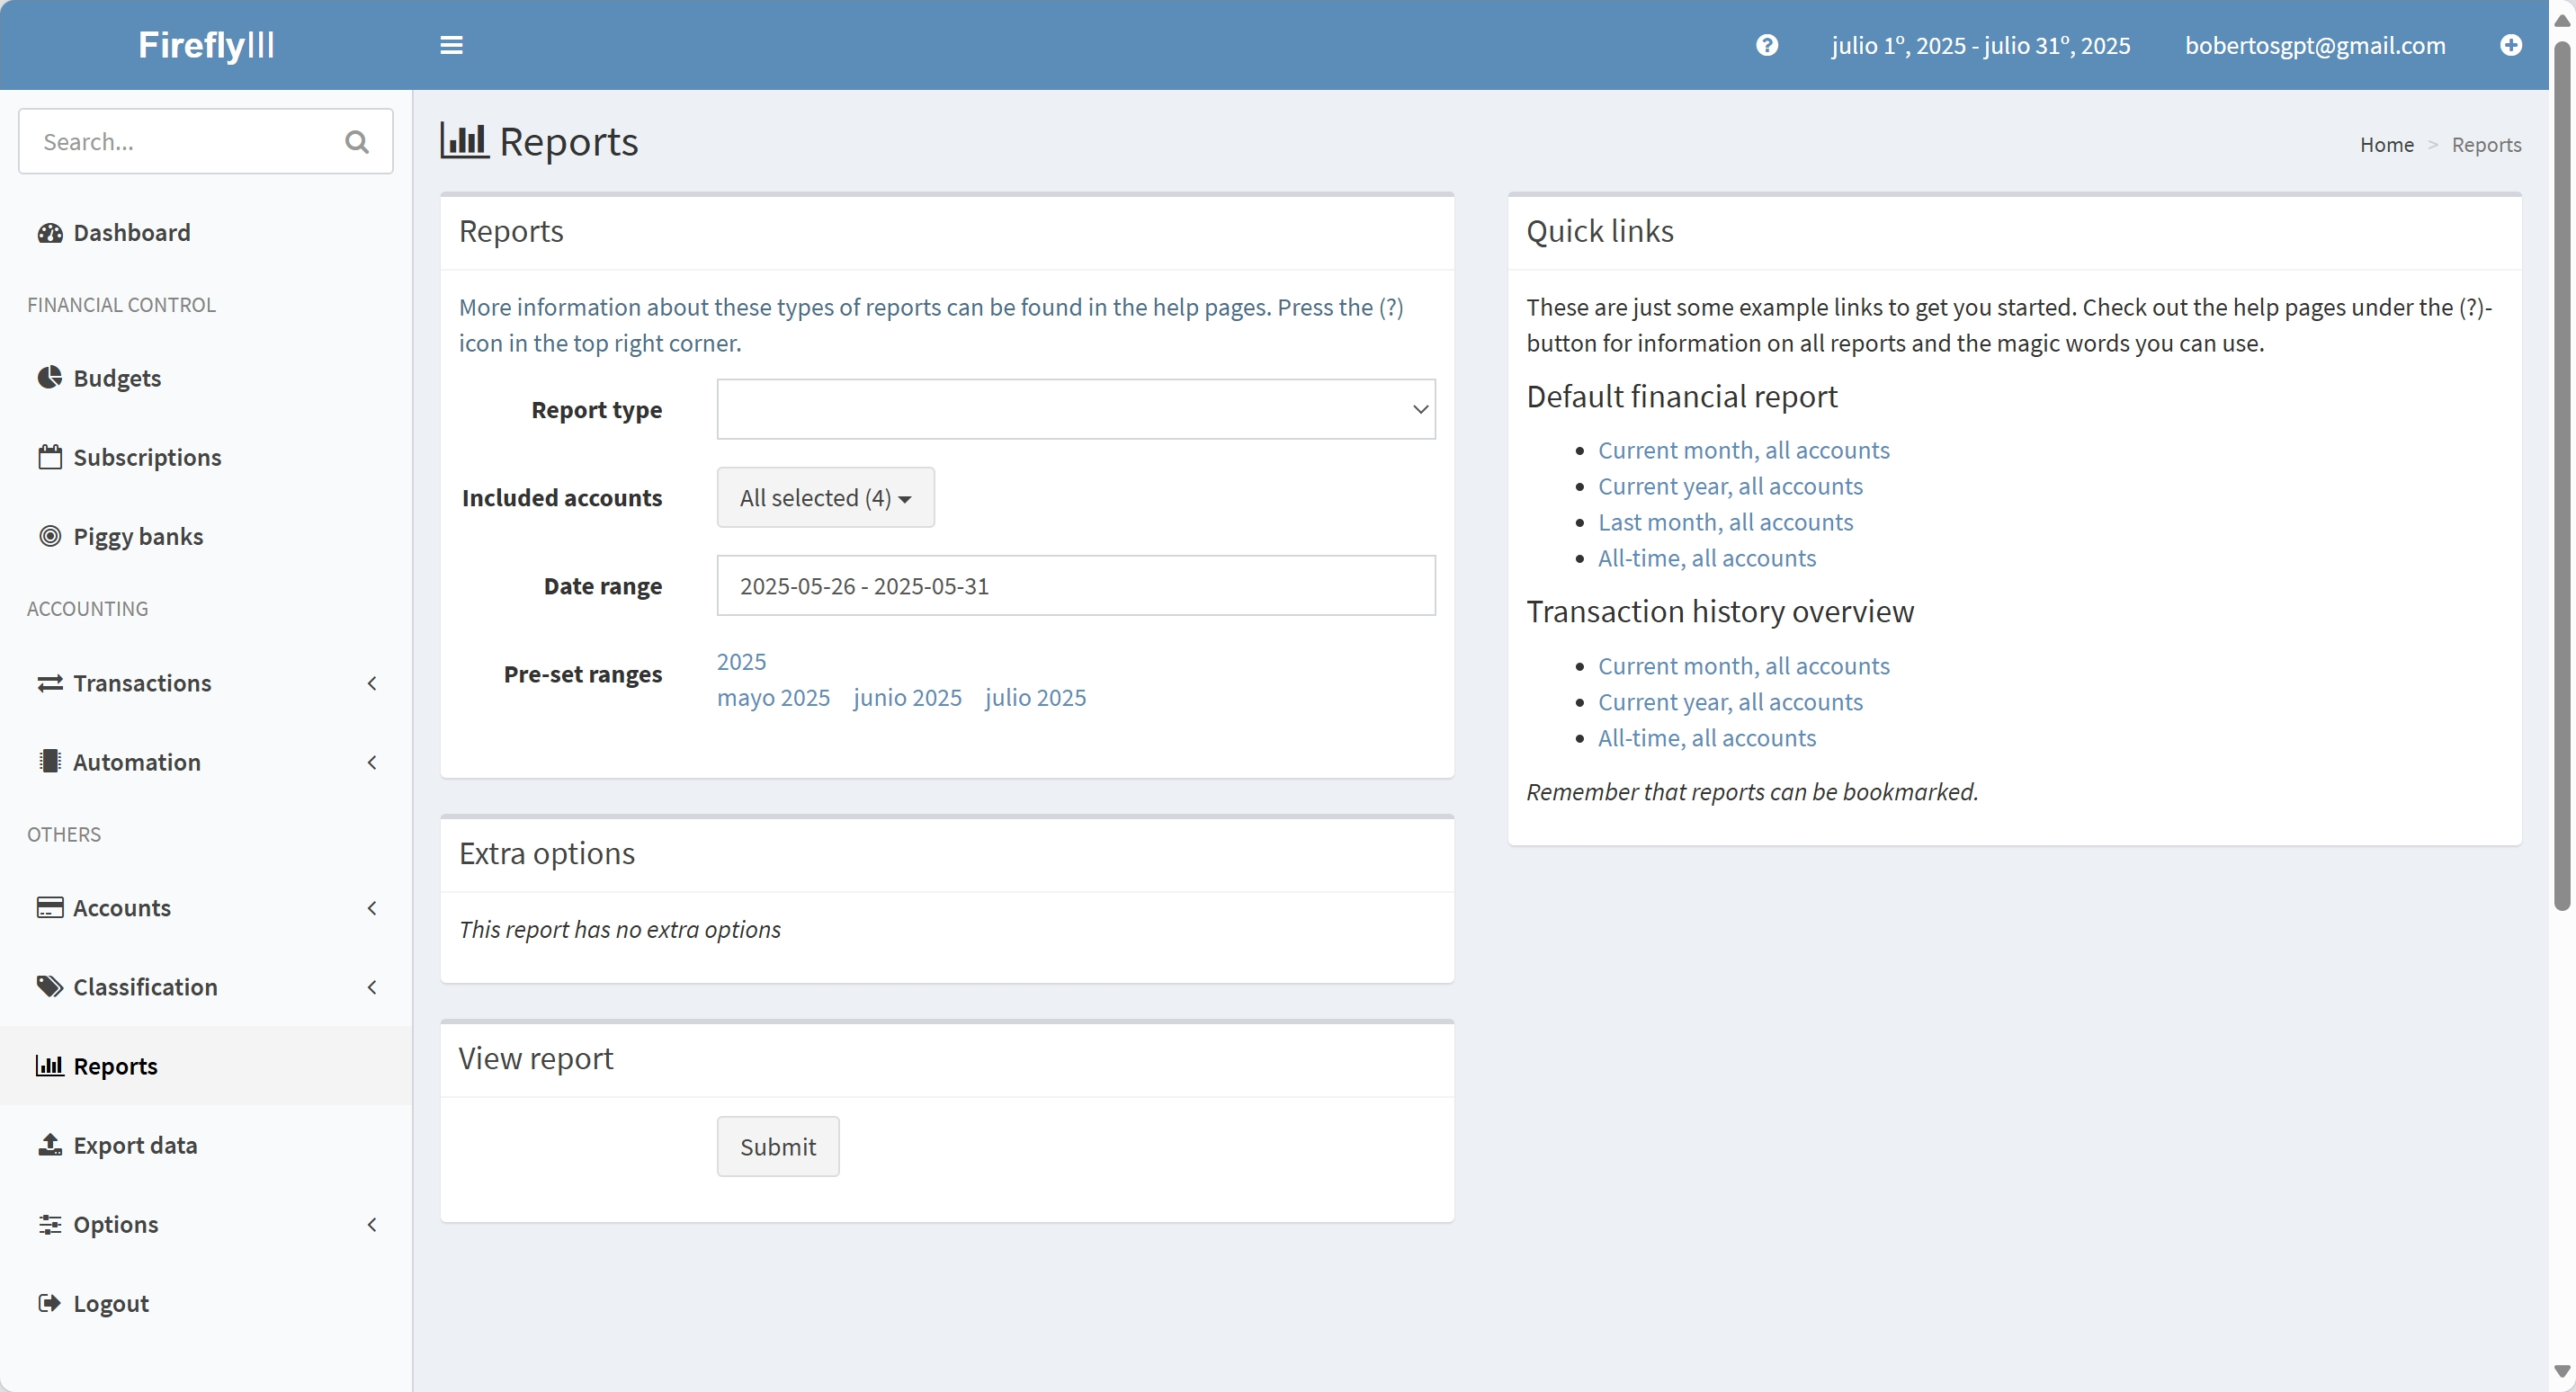 FireflyIII
julio 1º, 2025 - julio 31º, 2025
bobertosgpt@gmail.com
Search...
Dashboard
FINANCIAL CONTROL
Budgets
Subscriptions
Piggy banks
ACCOUNTING
Transactions
Automation
OTHERS
Accounts
Classification
Reports
Export data
Options
Logout
Reports
Home > Reports
Reports
More information about these types of reports can be found in the help pages. Press the (?)
icon in the top right corner.
Report type
Included accounts
All selected (4)
Date range
2025-05-26 - 2025-05-31
Pre-set ranges
2025
mayo 2025 junio 2025 julio 2025
Extra options
This report has no extra options
View report
Submit
Quick links
These are just some example links to get you started. Check out the help pages under the (?)-
button for information on all reports and the magic words you can use.
Default financial report
Current month, all accounts
Current year, all accounts
Last month, all accounts
All-time, all accounts
Transaction history overview
Current month, all accounts
Current year, all accounts
All-time, all accounts
Remember that reports can be bookmarked.